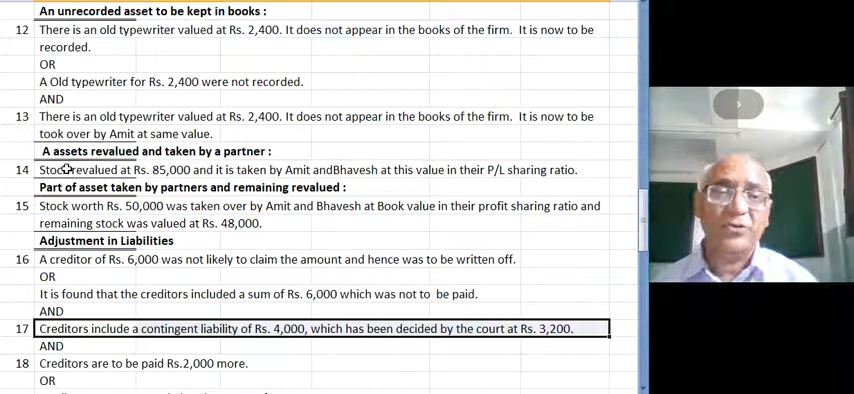 An unrecorded asset to be kept in books :
12 There is an old typewriter valued at Rs. 2,400. It does not appear in the books of the firm. It is now to be
recorded.
OR
A Old typewriter for Rs. 2,400 were not recorded.
AND
13 There is an old typewriter valued at Rs. 2,400. It does not appear in the books of the firm. It is now to be
took over by Amit at same value.
A assets revalued and taken by a partner :
14 Stock revalued at Rs. 85,000 and it is taken by Amit andBhavesh at this value in their P/L sharing ratio.
Part of asset taken by partners and remaining revalued :
15 Stock worth Rs. 50,000 was taken over by Amit and Bhavesh at Book value in their profit sharing ratio and
remaining stock was valued at Rs. 48,000.
Adjustment in Liabilities
16 A creditor of Rs. 6,000 was not likely to claim the amount and hence was to be written off.
OR
It is found that the creditors included a sum of Rs. 6,000 which was not to be paid.
AND
17 Creditors include a contingent liability of Rs. 4,000, which has been decided by the court at Rs. 3,200.
AND
18 Creditors are to be paid Rs.2,000 more.
OR